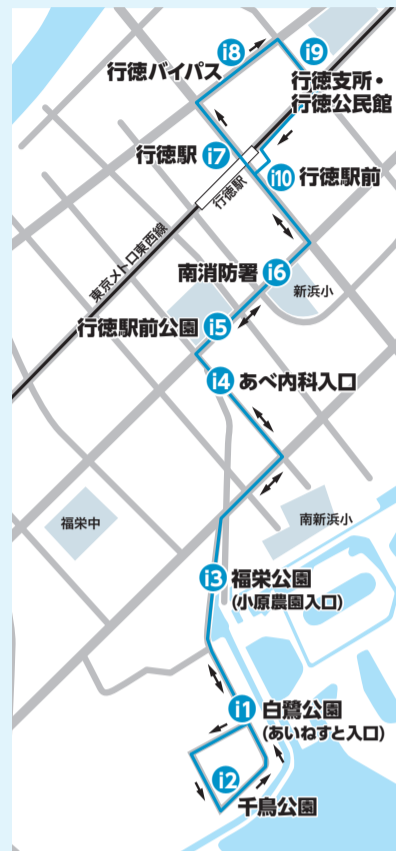 i8
i9
行徳バイパス
行徳支所・
行徳公民館
行徳駅
i7
行徳駅
i10
行徳駅前
東京メトロ東西線
南消防署
i6
新浜小
行徳駅前公園
i5
i4
あべ内科入口
福栄中
南新浜小
i3
福栄公園
(小原農園入口)
i1
白鷺公園
(あいねすと入口)
i2
千鳥公園